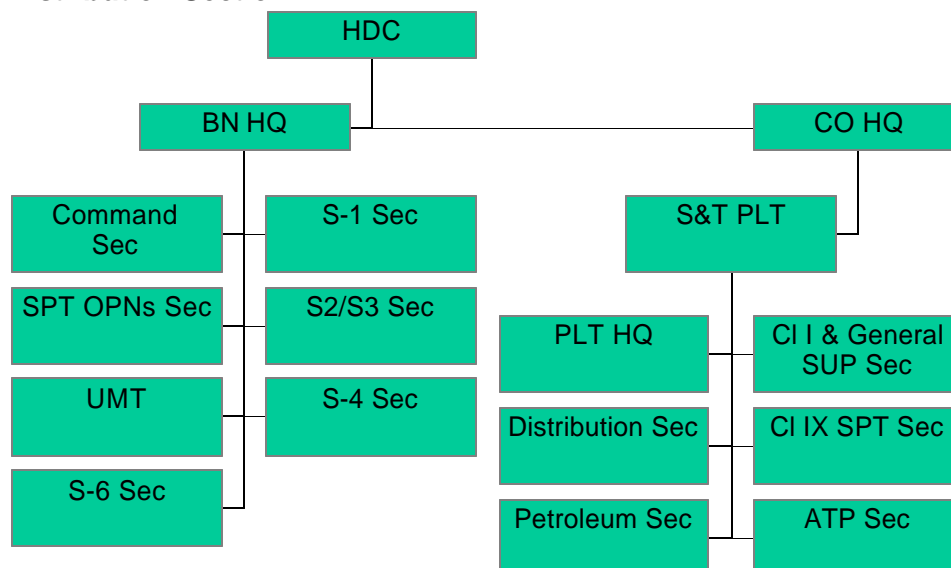 HDC
BN HQ
CO HQ
Command
Sec
S-1 Sec
S&T PLT
SPT OPNs Sec
S2/S3 Sec
PLT HQ
Cl I & General
SUP Sec
UMT
S-4 Sec
Distribution Sec
Cl IX SPT Sec
S-6 Sec
Petroleum Sec
ATP Sec